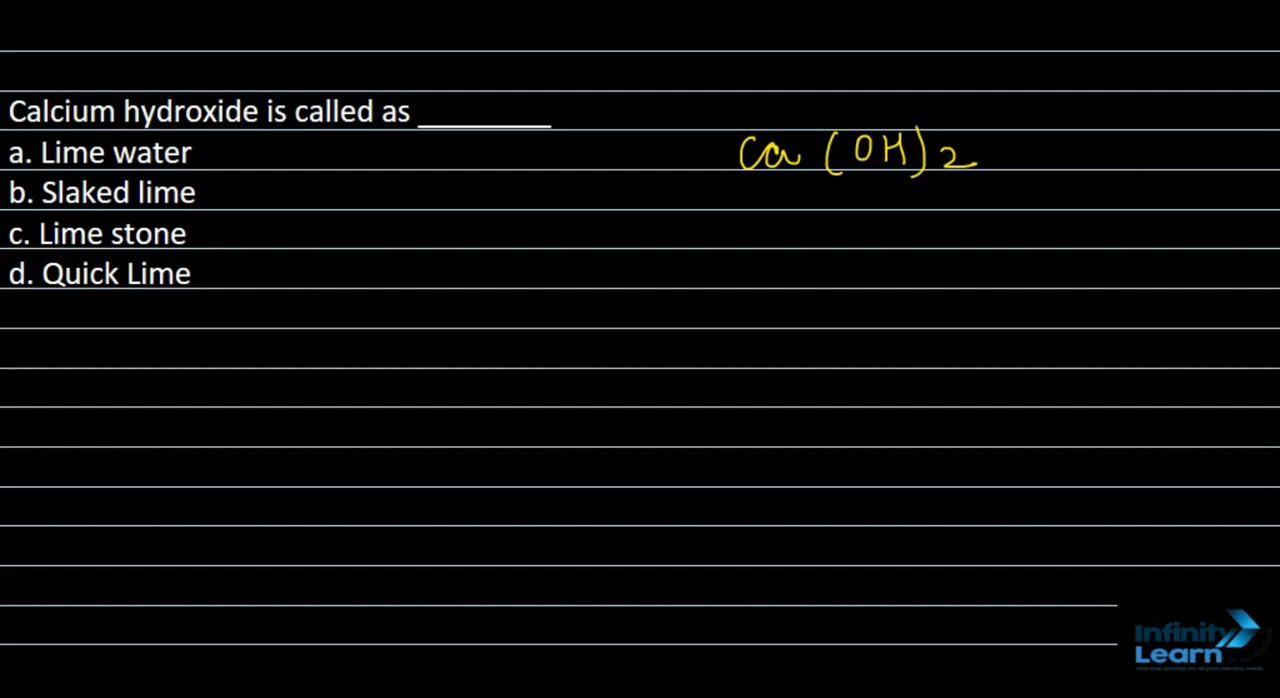 Calcium hydroxide is called as ________
Ca (OH)2
a. Lime water
b. Slaked lime
c. Lime stone
d. Quick Lime
Infinity
Learn